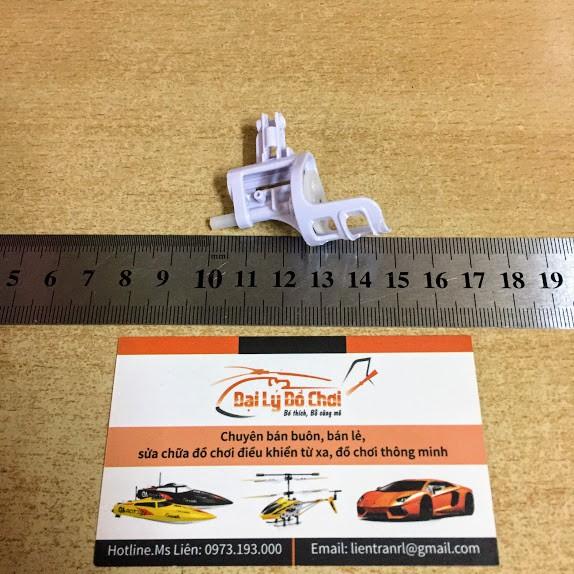 mm
5 6 7 8 9 10 11 12 13 14 15 16 17 18 19
Đại Lý Đồ Chơi
Bé thích, Bố cũng mê
Chuyên bán buôn, bán lẻ,
sửa chữa đồ chơi điều khiển từ xa, đồ chơi thông minh
Hotline.Ms Liên: 0973.193.000
Email: lientranrl@gmail.com